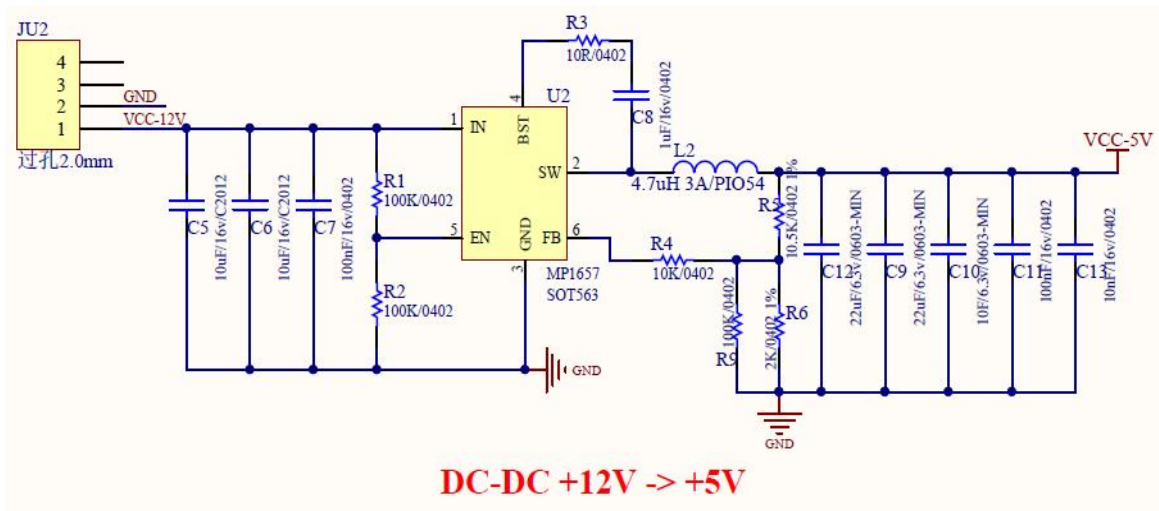 JU2
4
3
2
1
GND
VCC-12V
过孔2.0mm
C5
10uF/16v/C2012
C6
10uF/16v/C2012
C7
100nF/16v/0402
R1
100K/0402
R2
100K/0402
R3
10R/0402
U2
1
IN
4
BST
SW
2
5
EN
GND
3
FB
6
MP1657
SOT563
C8
1uF/16v/0402
L2
4.7uH 3A/PIO54
R4
10K/0402
R5
10.5K/0402 1%
R9
100K/0402
R6
2K/0402 1%
C12
22uF/6.3v/0603-MIN
C9
22uF/6.3v/0603-MIN
C10
10F/6.3v/0603-MIN
C11
100nF/16v/0402
C13
10nF/16v/0402
VCC-5V
GND
GND
DC-DC +12V -> +5V